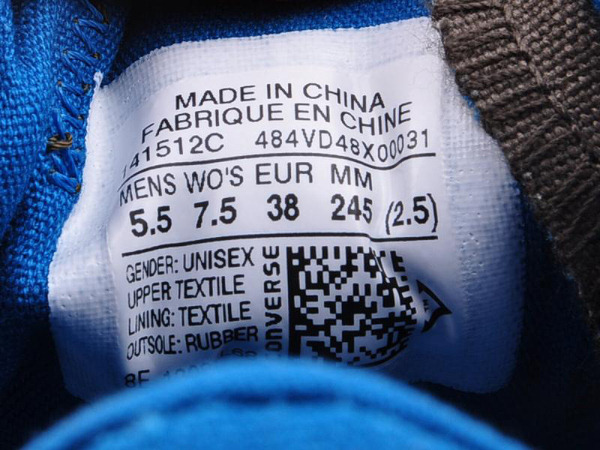 MADE IN CHINA
FABRIQUE EN CHINE
141512C 484VD48X00031
MENS WO'S EUR MM
5.5 7.5 38 245 (2.5)
GENDER: UNISEX
UPPER TEXTILE
LINING: TEXTILE
OUTSOLE: RUBBER
CONVERSE